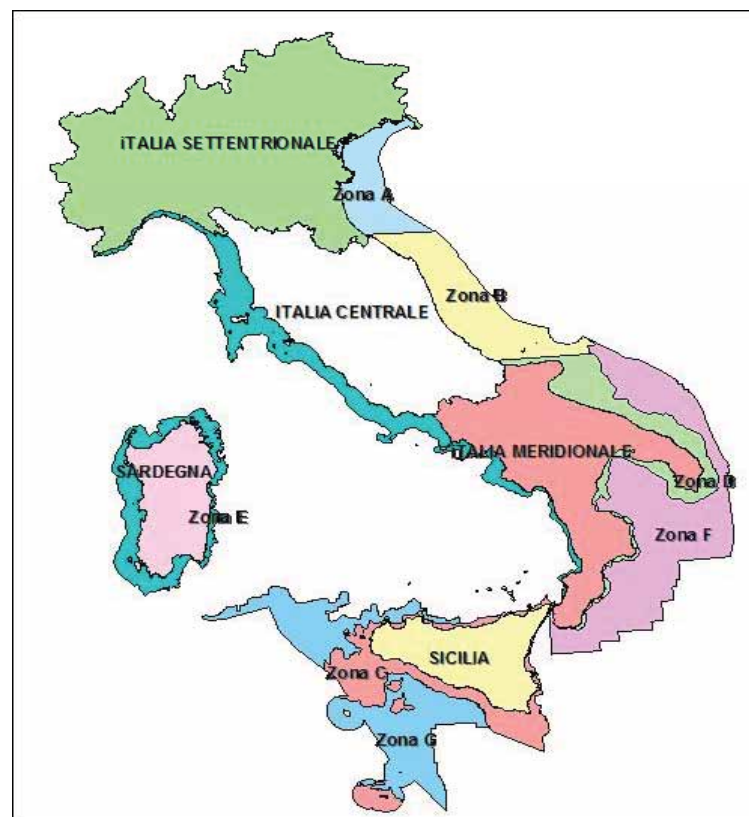 iTALIA SETTENTRIONALE
Zona A
Zona B
ITALIA CENTRALE
iTALIA MERIDIONALE
SARDEGNA
Zona D
Zona E
Zona F
SICILIA
Zona C
Zona G